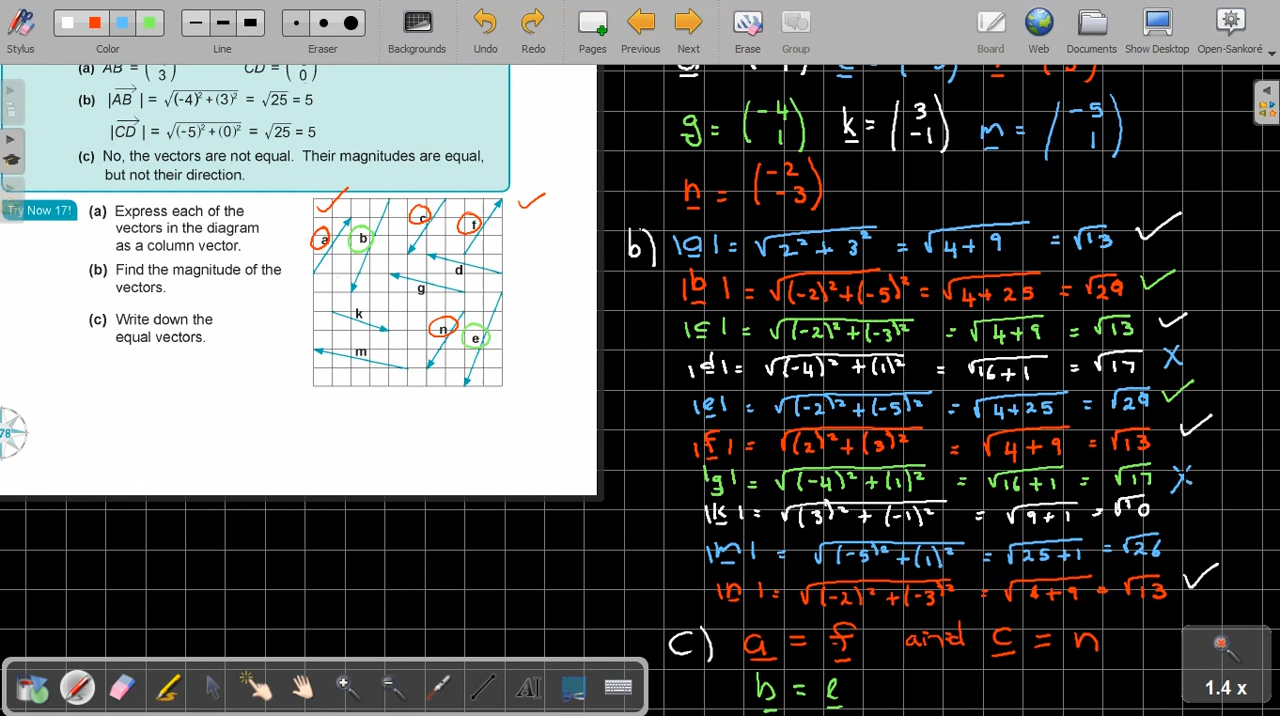 Stylus Color Line Eraser Backgrounds Undo Redo Pages Previous Next Erase Group Board Web Documents Show Desktop Open-Sankoré
(a) AB = ( 3 ) CD = ( 0 )
(b) |AB| = √(-4)² + (3)² = √25 = 5
|CD| = √(-5)² + (0)² = √25 = 5
(c) No, the vectors are not equal. Their magnitudes are equal,
but not their direction.
Try Now 17!
(a) Express each of the
vectors in the diagram
as a column vector.
(b) Find the magnitude of the
vectors.
(c) Write down the
equal vectors.
a b c f
d
g
k n e
m
78
g = (-4 1) k = (3 -1) m = (-5 1)
n = (-2 -3)
b) |a| = √2² + 3² = √4 + 9 = √13 ✓
|b| = √(-2)² + (-5)² = √4 + 25 = √29 ✓
|c| = √(-2)² + (-3)² = √4 + 9 = √13 ✓
|d| = √(-4)² + (1)² = √16 + 1 = √17 X
|e| = √(-2)² + (-5)² = √4 + 25 = √29 ✓
|f| = √(2)² + (3)² = √4 + 9 = √13 ✓
|g| = √(-4)² + (1)² = √16 + 1 = √17 X
|k| = √(3)² + (-1)² = √9 + 1 = √10
|m| = √(-5)² + (1)² = √25 + 1 = √26
|n| = √(-2)² + (-3)² = √4 + 9 = √13 ✓
c) a = f and c = n
b = e
1.4 x